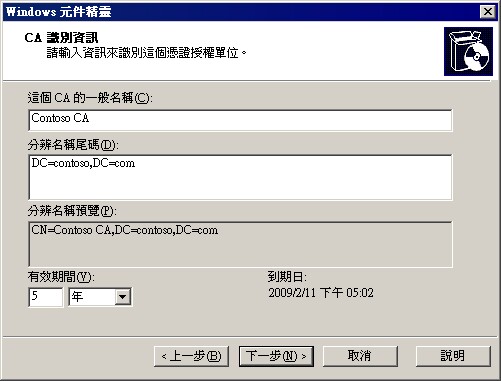 Windows 元件精靈
CA 識別資訊
請輸入資訊來識別這個憑證授權單位。
這個 CA 的一般名稱(C):
Contoso CA
分辨名稱尾碼(D):
DC=contoso,DC=com
分辨名稱預覽(P):
CN=Contoso CA,DC=contoso,DC=com
有效期間(V):
到期日:
5 年
2009/2/11 下午 05:02
< 上一步(B) 下一步(N) > 取消 說明